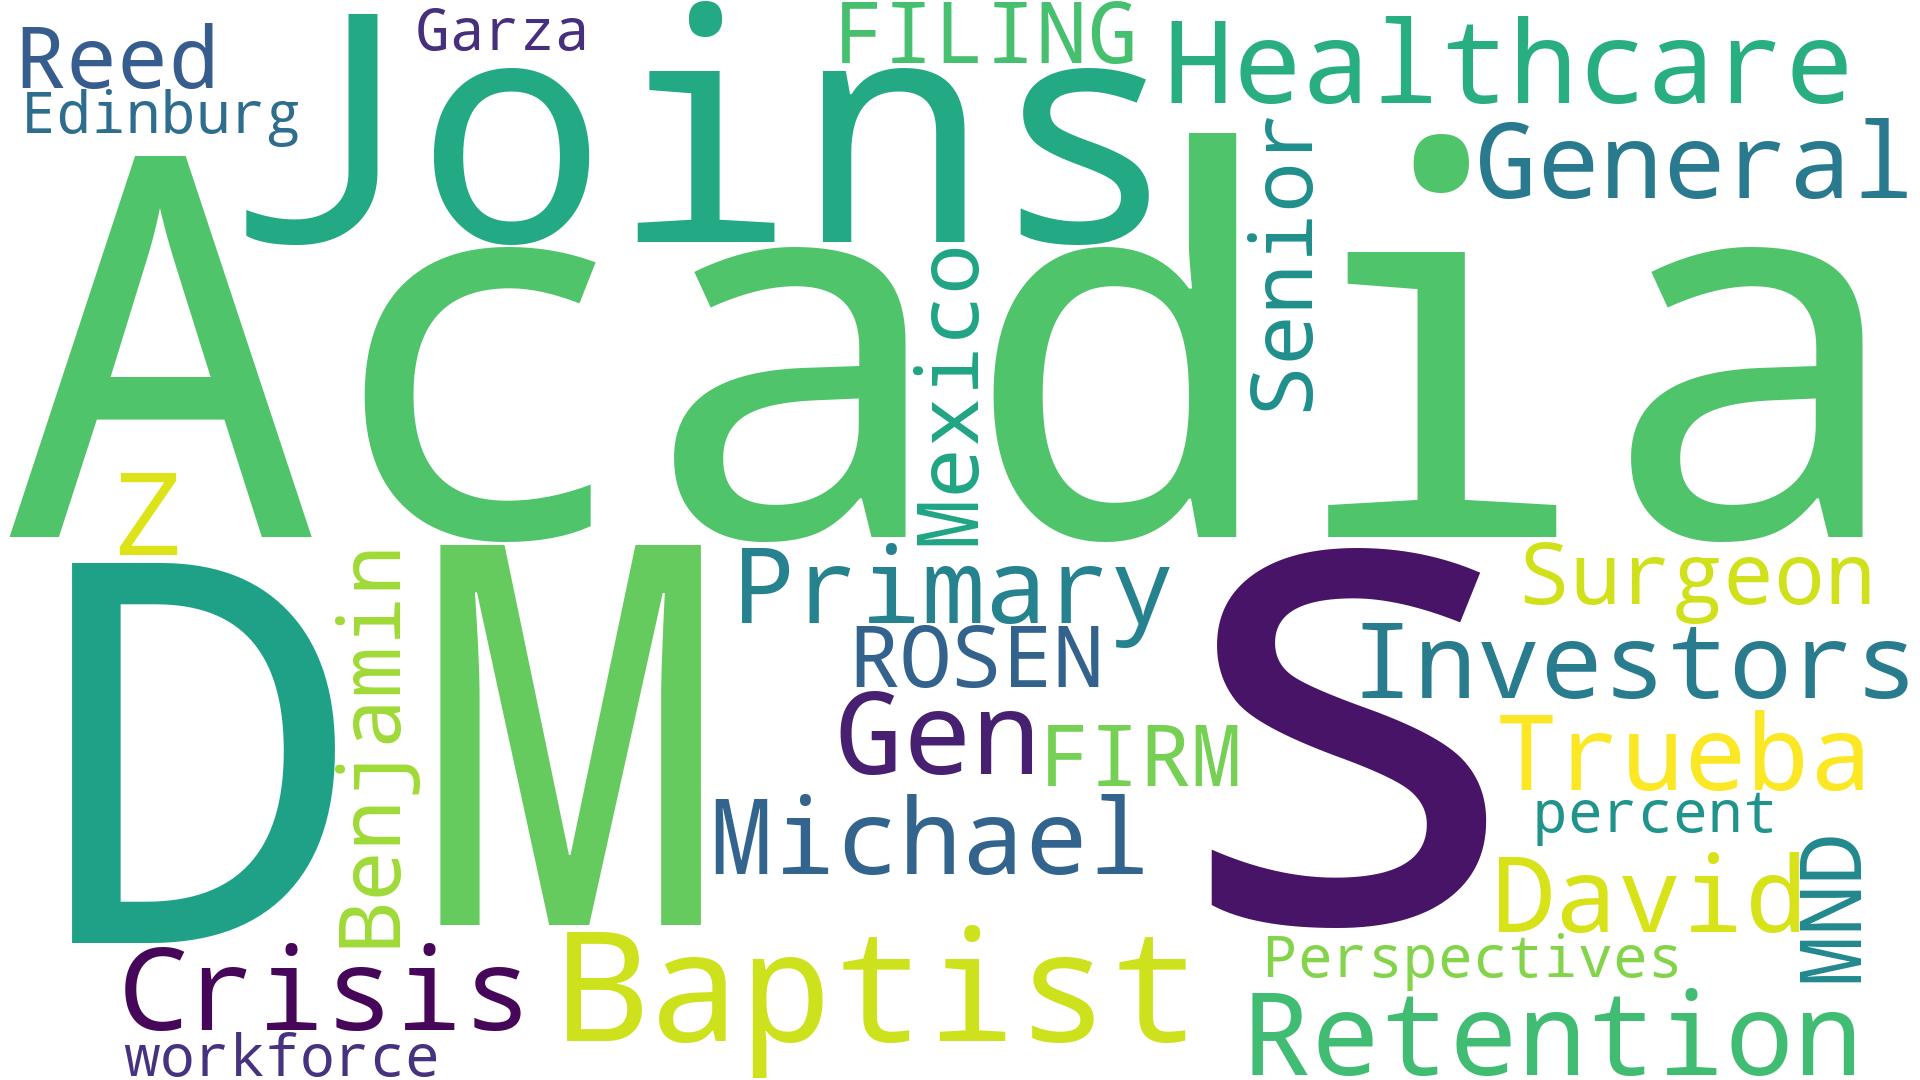 Reed
Garza
FILING
Healthcare
Edinburg
Joins
General
Senior
Acadia
Mexico
Z
D
M
S
Benjamin
Primary
Surgeon
ROSEN
Investors
Gen
FIRM
Trueba
Michael
percent
David
MND
Crisis
Baptist
Perspectives
Retention
workforce